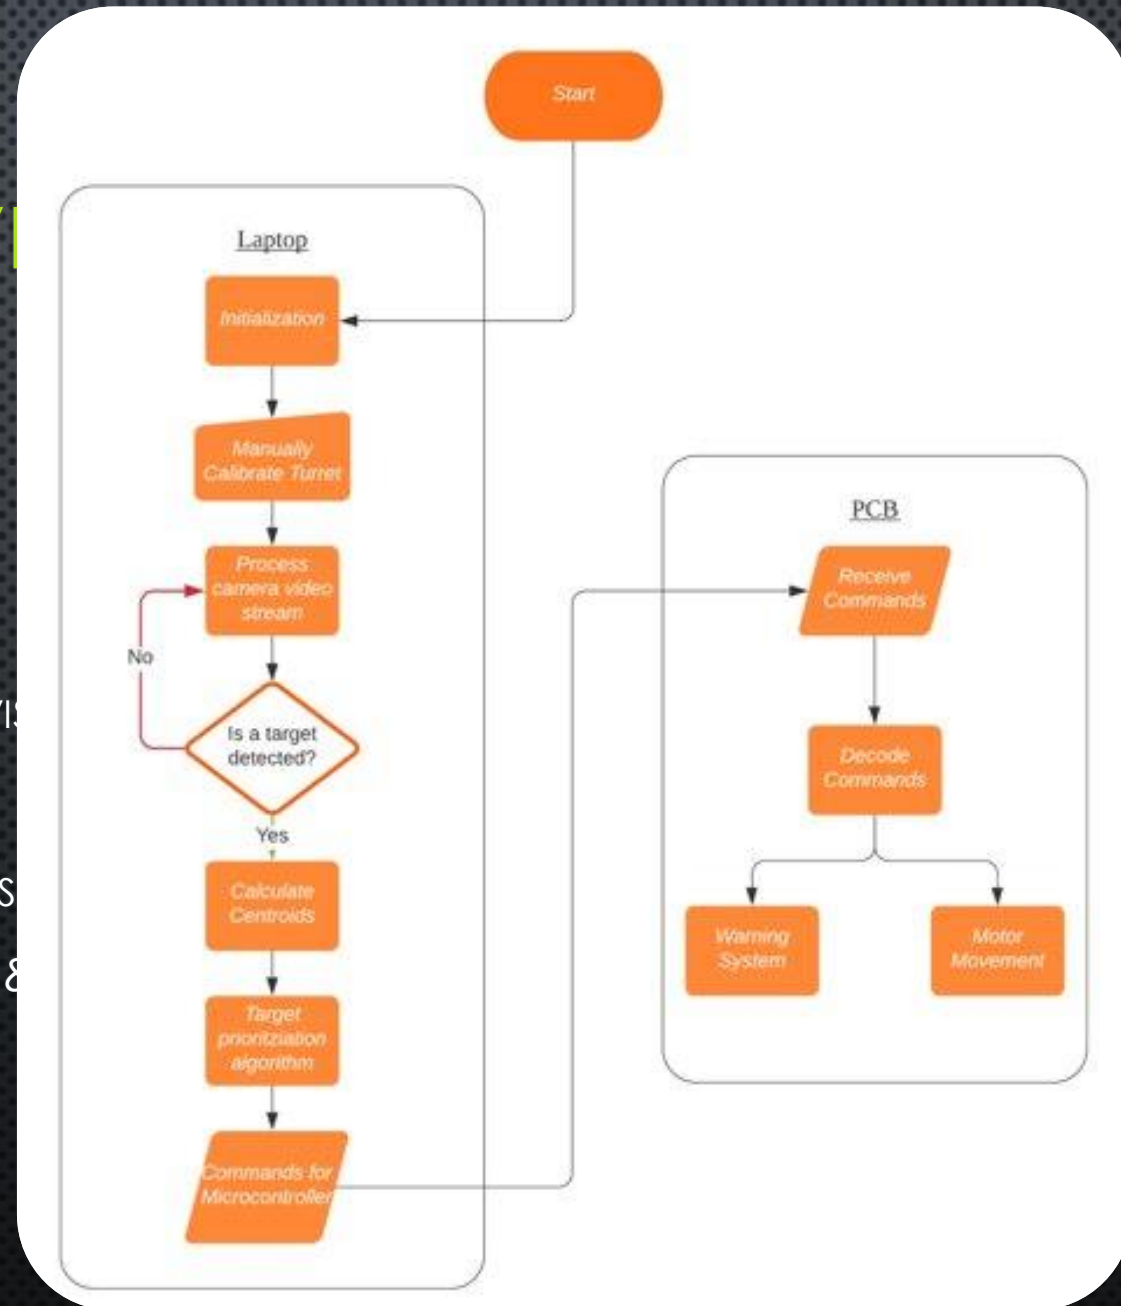 Start
Laptop
Initialization
Manually
Calibrate Turret
Process
camera video
stream
No
Is a target
detected?
Yes
Calculate
Centroids
Target
prioritziation
algorithm
Commands for
Microcontroller
PCB
Receive
Commands
Decode
Commands
Warning
System
Motor
Movement
&